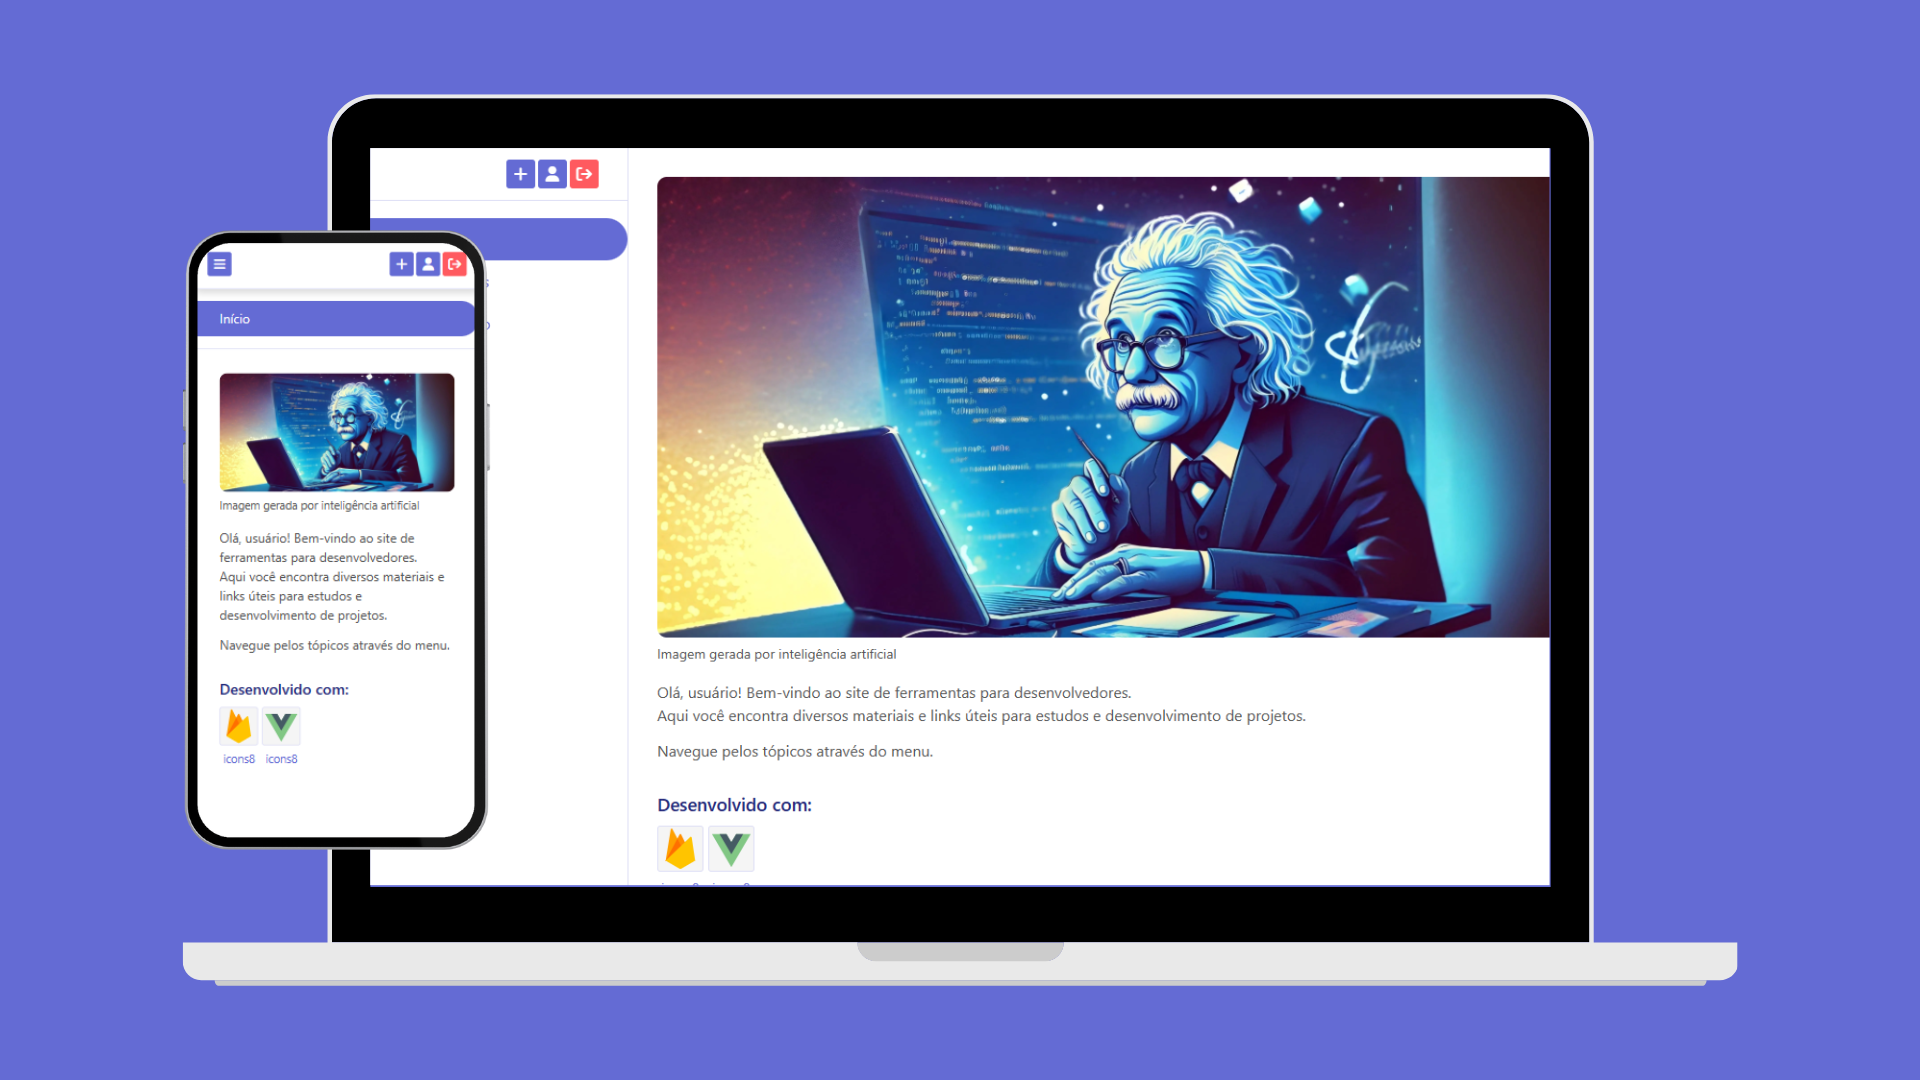 Início
Imagem gerada por inteligência artificial
Olá, usuário! Bem-vindo ao site de
ferramentas para desenvolvedores.
Aqui você encontra diversos materiais e
links úteis para estudos e
desenvolvimento de projetos.
Navegue pelos tópicos através do menu.
Desenvolvido com:
icons8 icons8
Imagem gerada por inteligência artificial
Olá, usuário! Bem-vindo ao site de ferramentas para desenvolvedores.
Aqui você encontra diversos materiais e links úteis para estudos e desenvolvimento de projetos.
Navegue pelos tópicos através do menu.
Desenvolvido com: